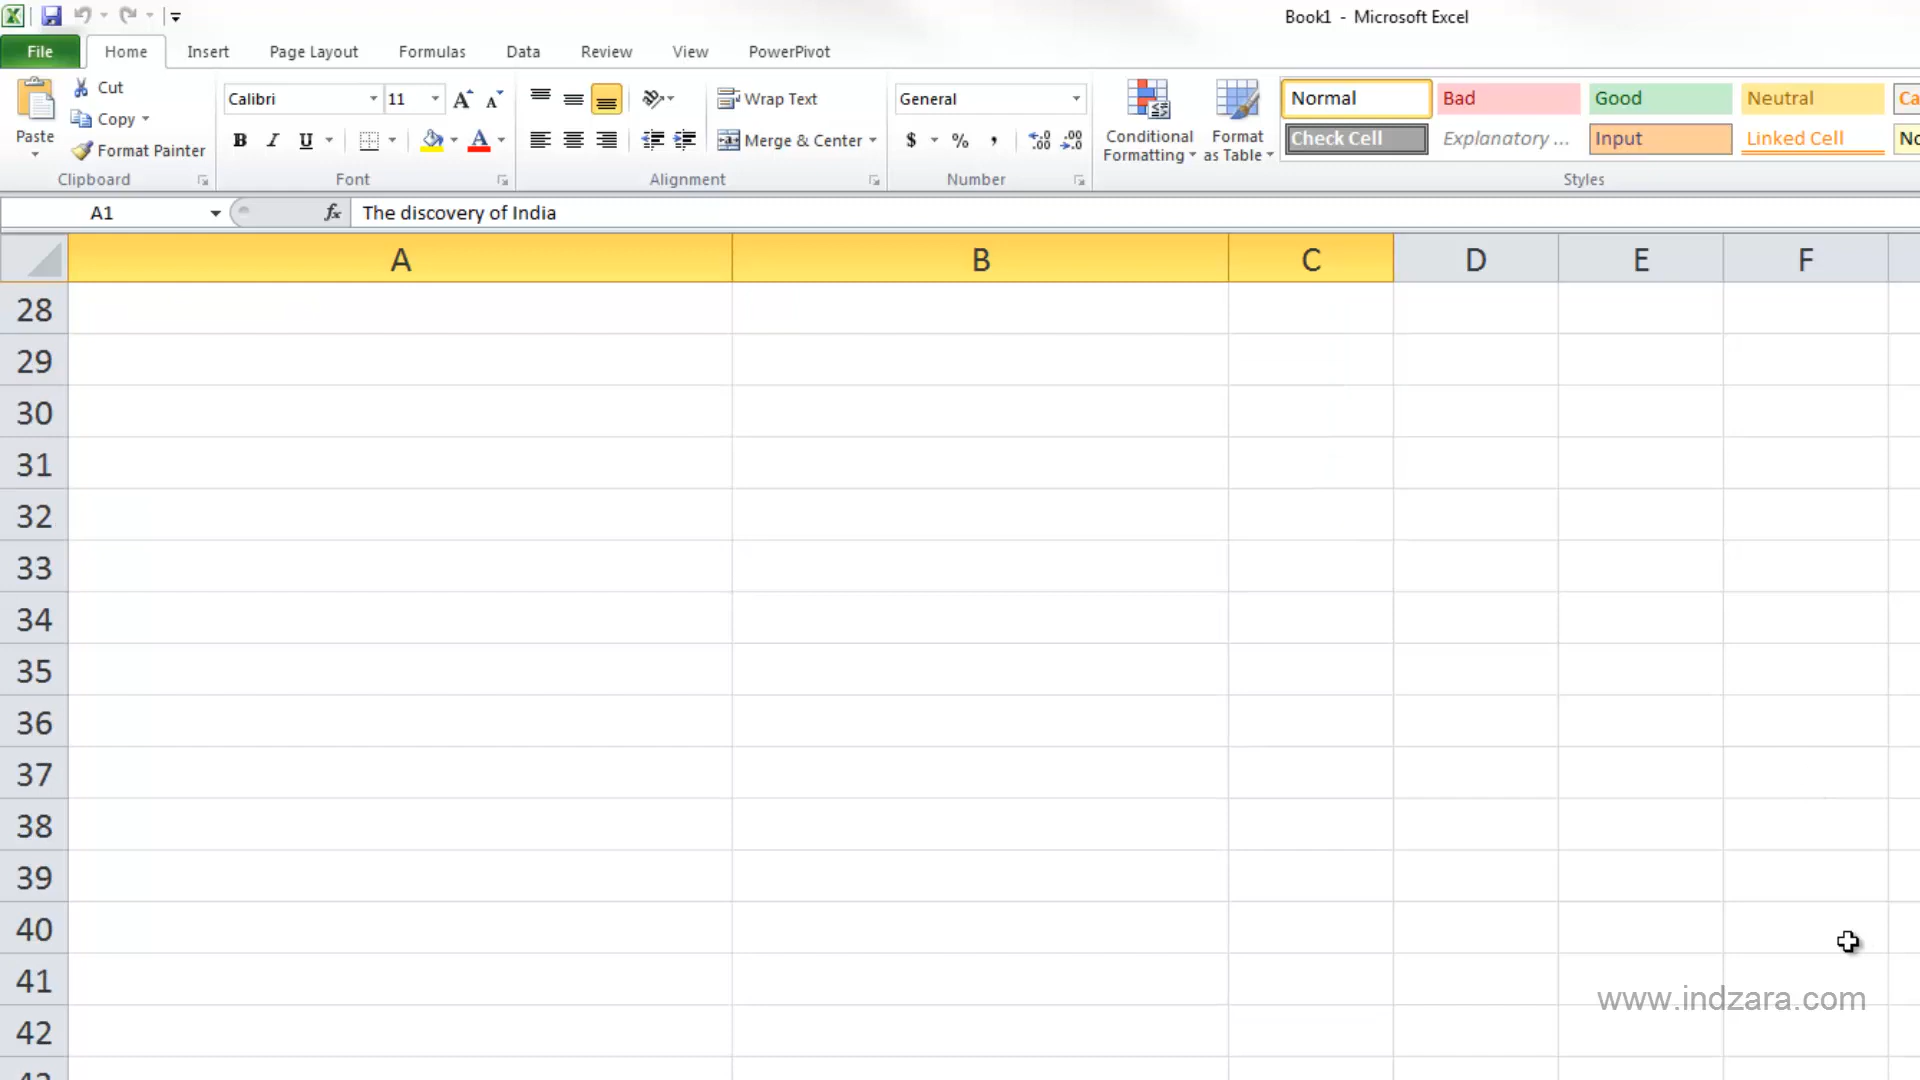 Book1 - Microsoft Excel
File Home Insert Page Layout Formulas Data Review View PowerPivot
Paste
Cut
Copy
Format Painter
Clipboard
Calibri 11
B I U A
Font
Wrap Text
Merge & Center
Alignment
General
$ % ,
Number
Conditional Formatting
Format as Table
Normal Bad Good Neutral Ca
Check Cell Explanatory ... Input Linked Cell No
Styles
A1 fx The discovery of India
A B C D E F
28
29
30
31
32
33
34
35
36
37
38
39
40
41
www.indzara.com
42